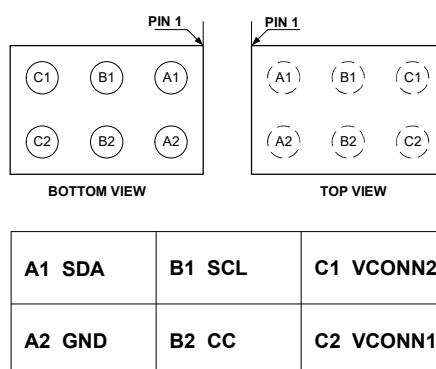 PIN 1 PIN 1
C1 B1 A1 A1 B1 C1
C2 B2 A2 A2 B2 C2
BOTTOM VIEW TOP VIEW
A1 SDA B1 SCL C1 VCONN2
A2 GND B2 CC C2 VCONN1